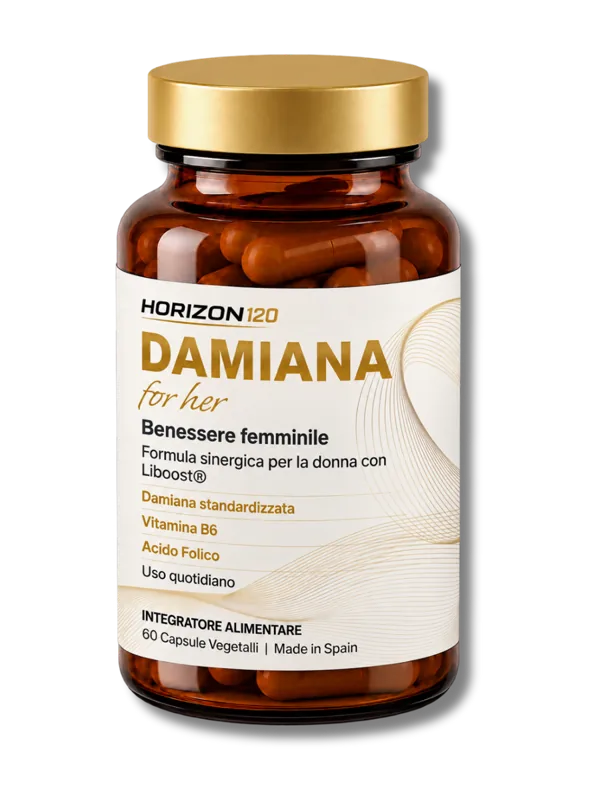 HORIZON120
DAMIANA
for her
Benessere femminile
Formula sinergica per la donna con
Liboost®
Damiana standardizzata
Vitamina B6
Acido Folico
Uso quotidiano
INTEGRATORE ALIMENTARE
60 Capsule Vegetalli | Made in Spain